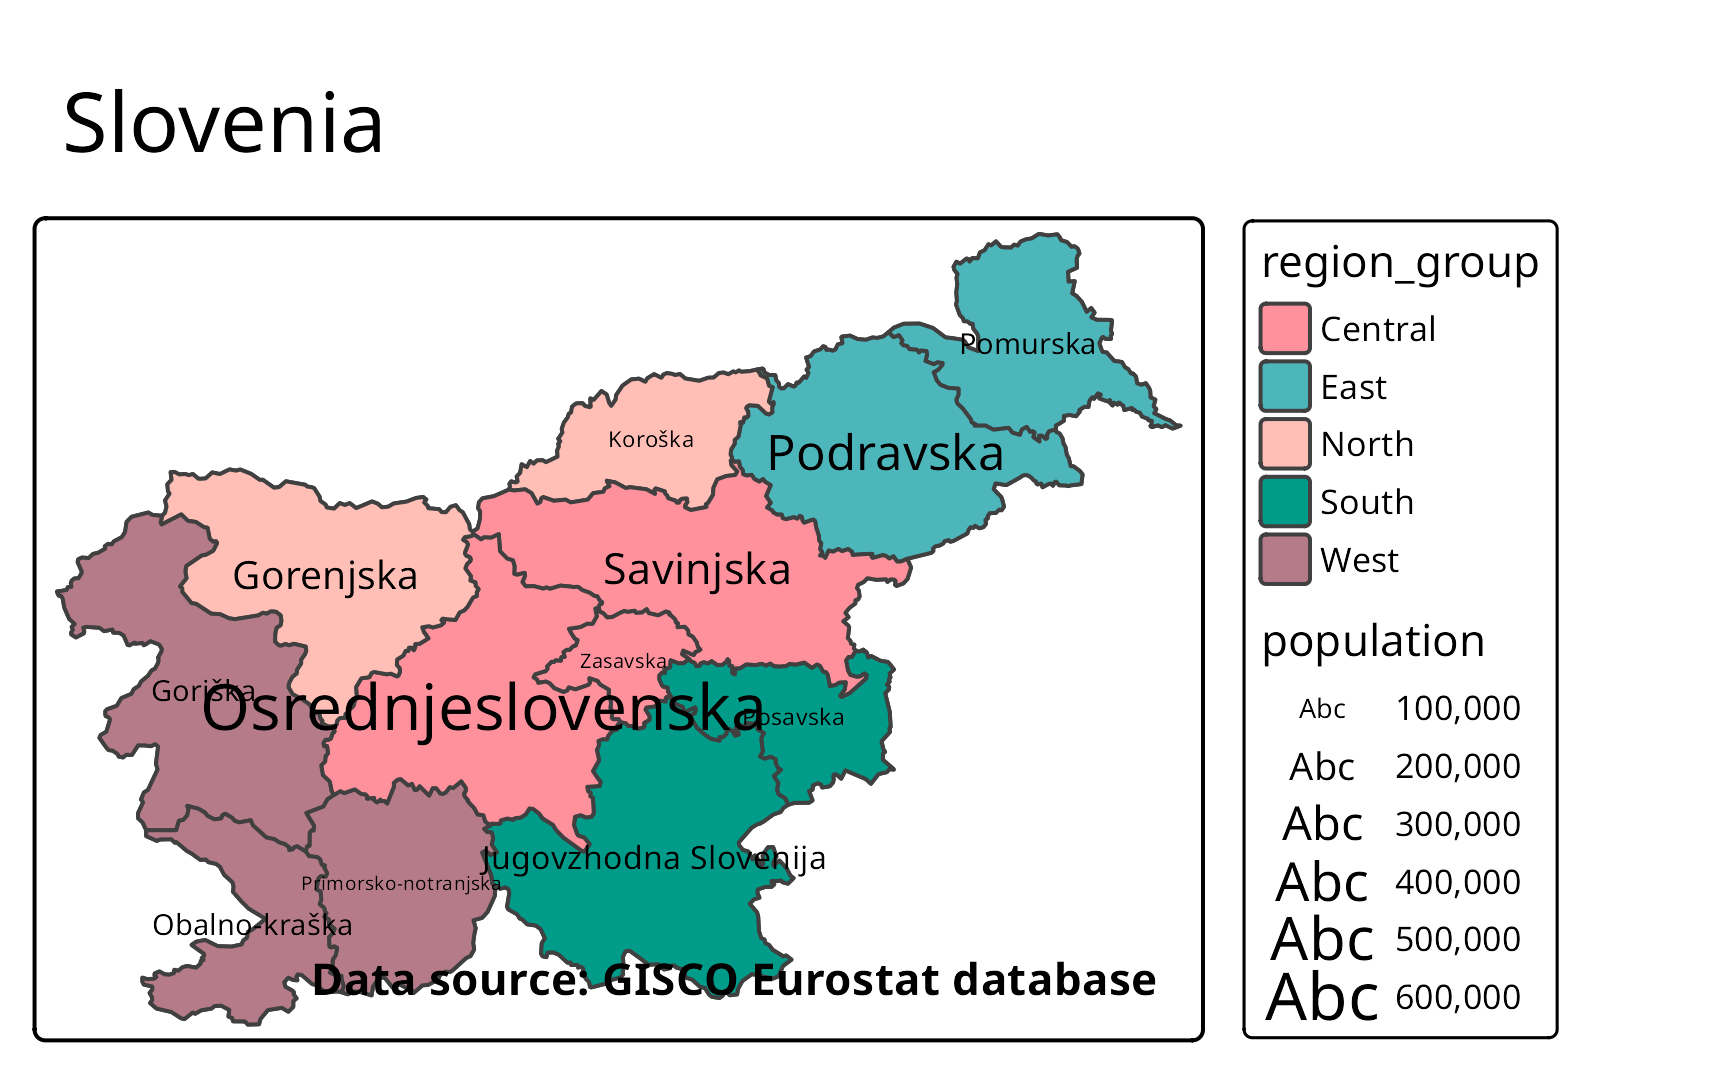 Slovenia
Pomurska
Koroška
Podravska
Gorenjska
Savinjska
Zasavska
Goriška
Osrednjeslovenska
Posavska
Jugovzhodna Slovenija
Primorsko-notranjska
Obalno-kraška
Data source: GISCO Eurostat database
region_group
Central
East
North
South
West
population
Abc 100,000
Abc 200,000
Abc 300,000
Abc 400,000
Abc 500,000
Abc 600,000